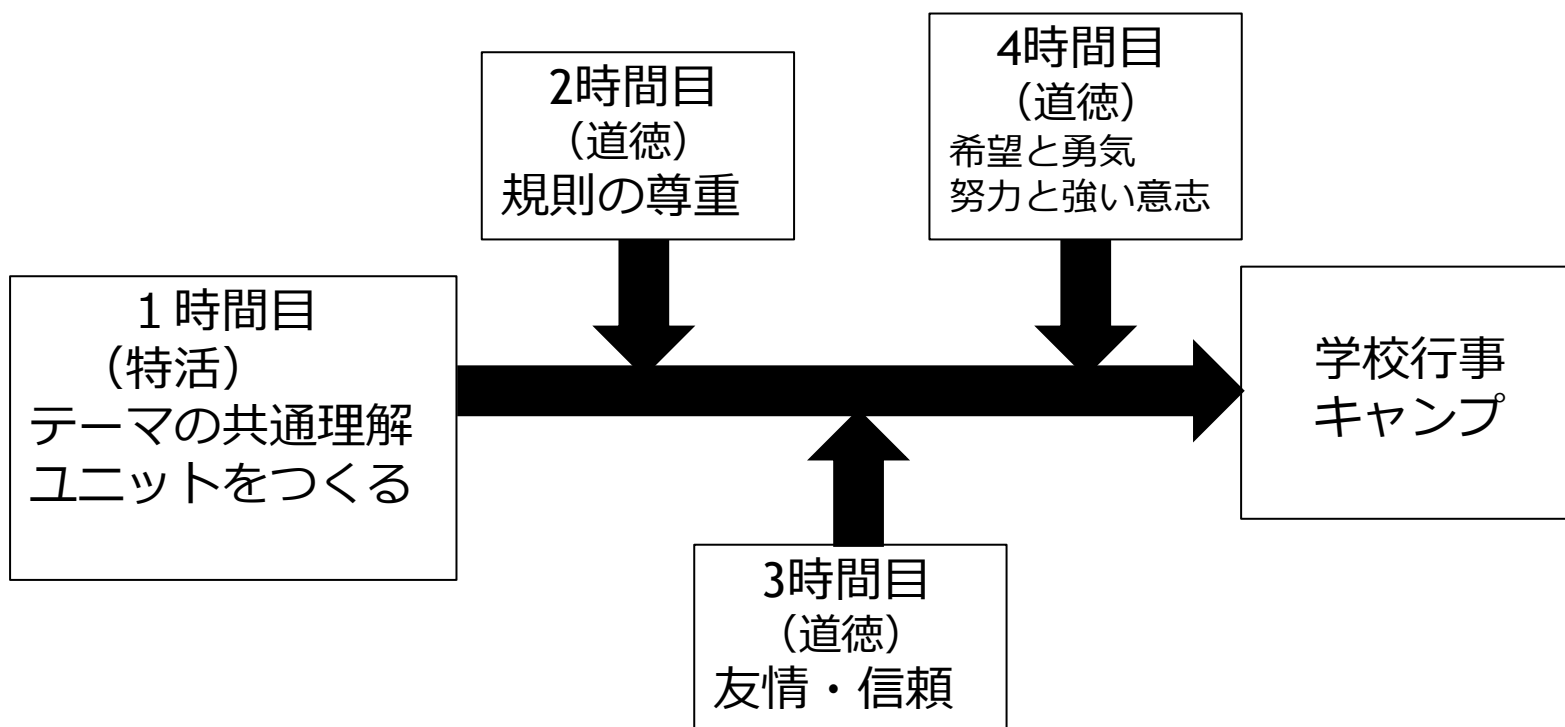 １時間目
（特活）
テーマの共通理解
ユニットをつくる
2時間目
（道徳）
規則の尊重
3時間目
（道徳）
友情・信頼
4時間目
（道徳）
希望と勇気
努力と強い意志
学校行事
キャンプ